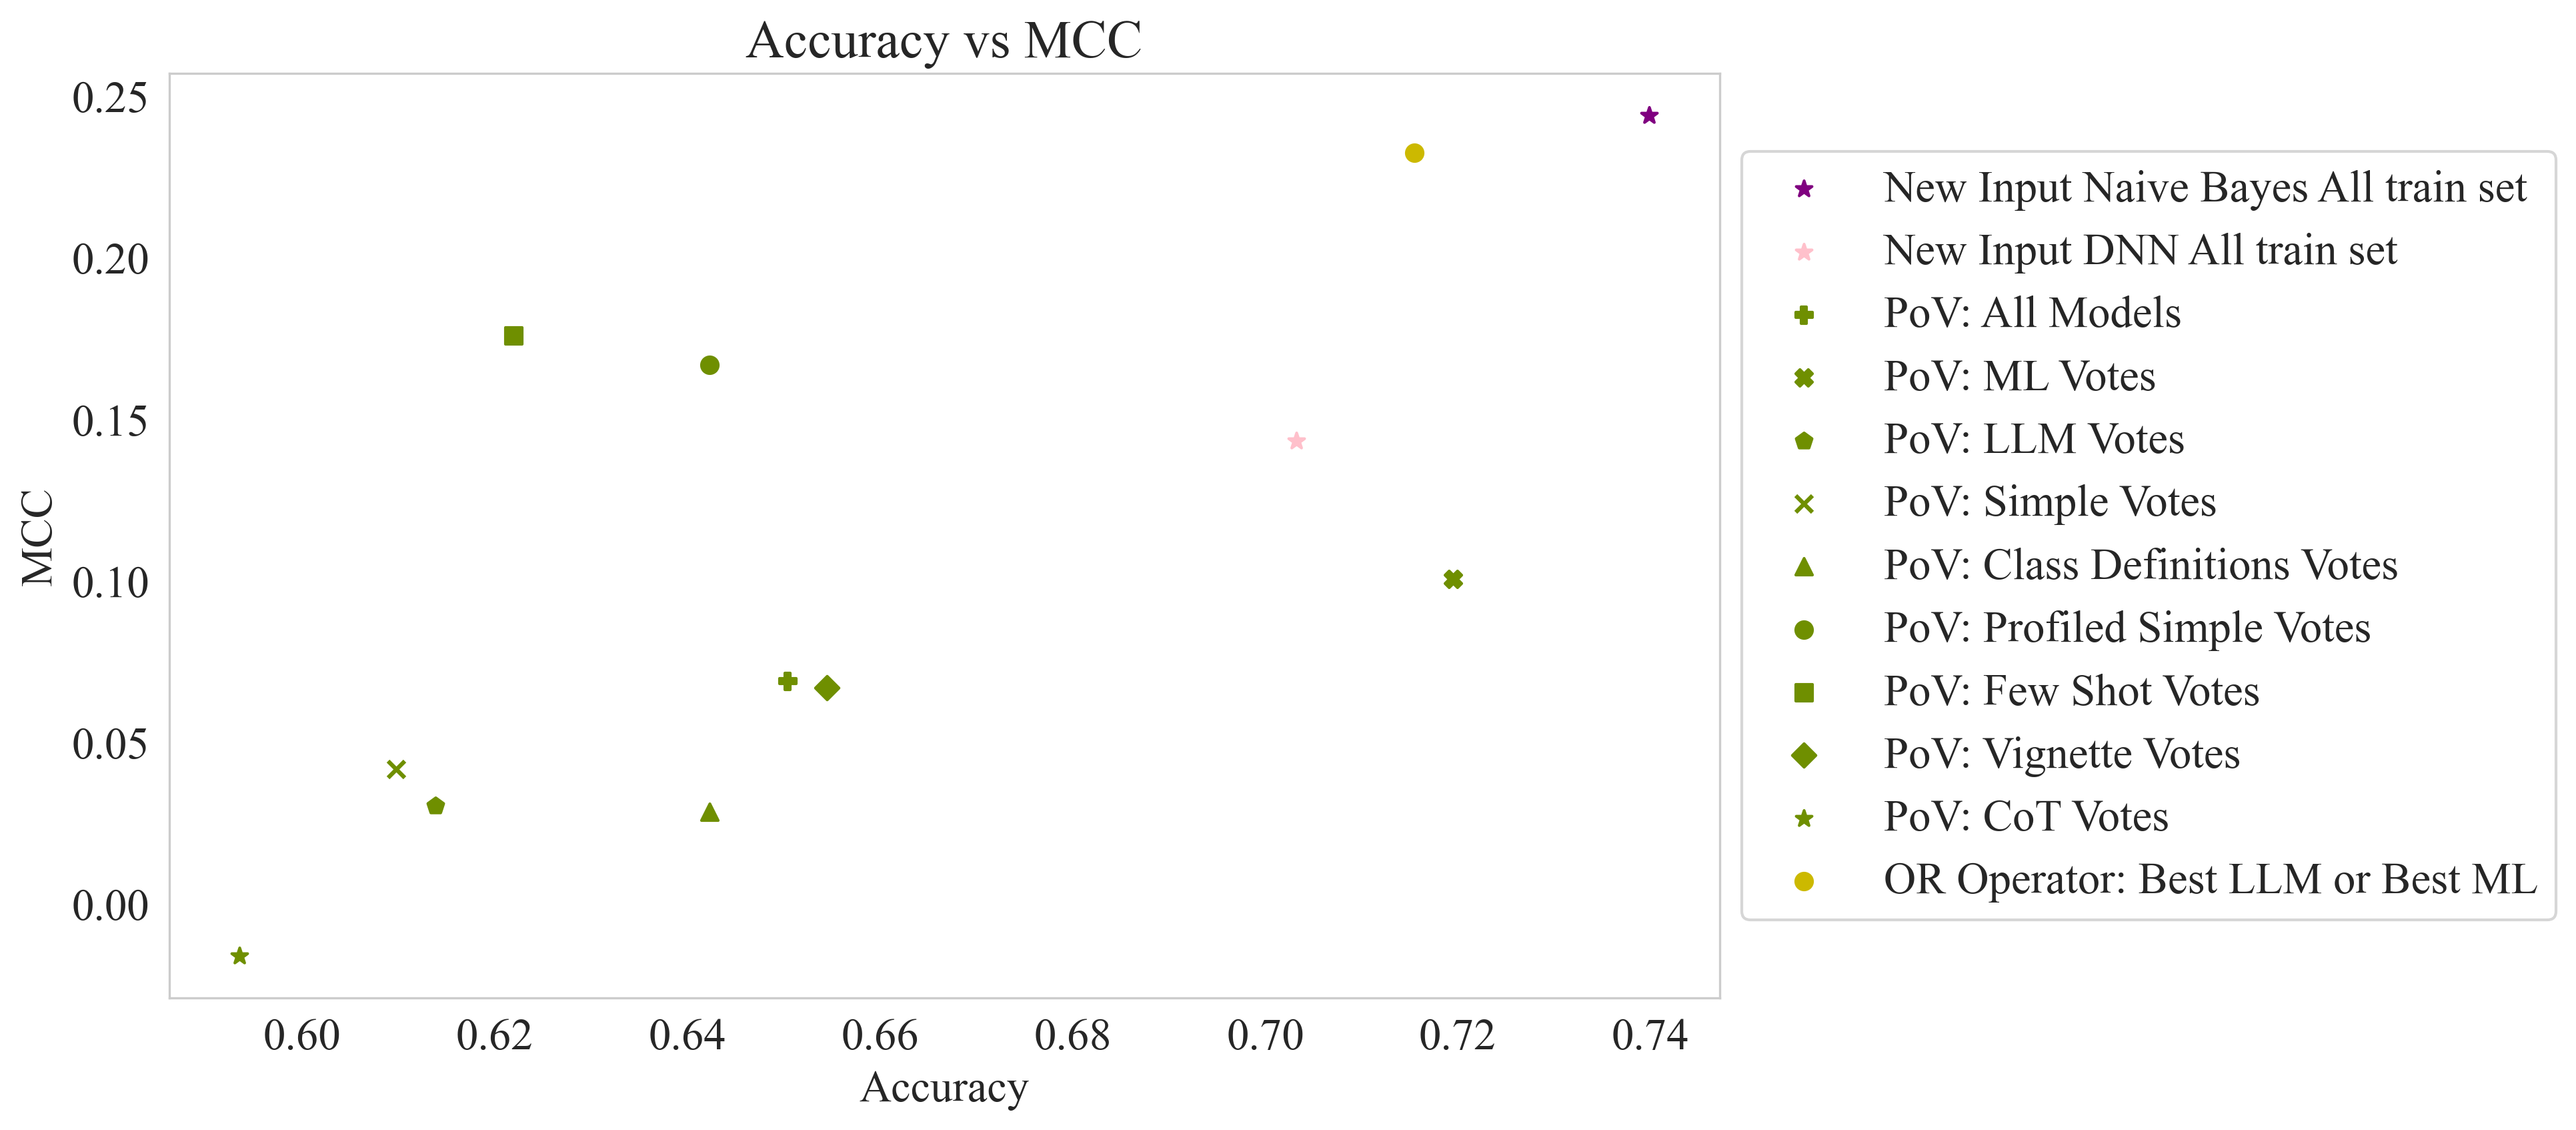 Accuracy vs MCC
0.25
0.20
0.15
0.10
0.05
0.00
MCC
0.60 0.62 0.64 0.66 0.68 0.70 0.72 0.74
Accuracy
New Input Naive Bayes All train set
New Input DNN All train set
PoV: All Models
PoV: ML Votes
PoV: LLM Votes
PoV: Simple Votes
PoV: Class Definitions Votes
PoV: Profiled Simple Votes
PoV: Few Shot Votes
PoV: Vignette Votes
PoV: CoT Votes
OR Operator: Best LLM or Best ML